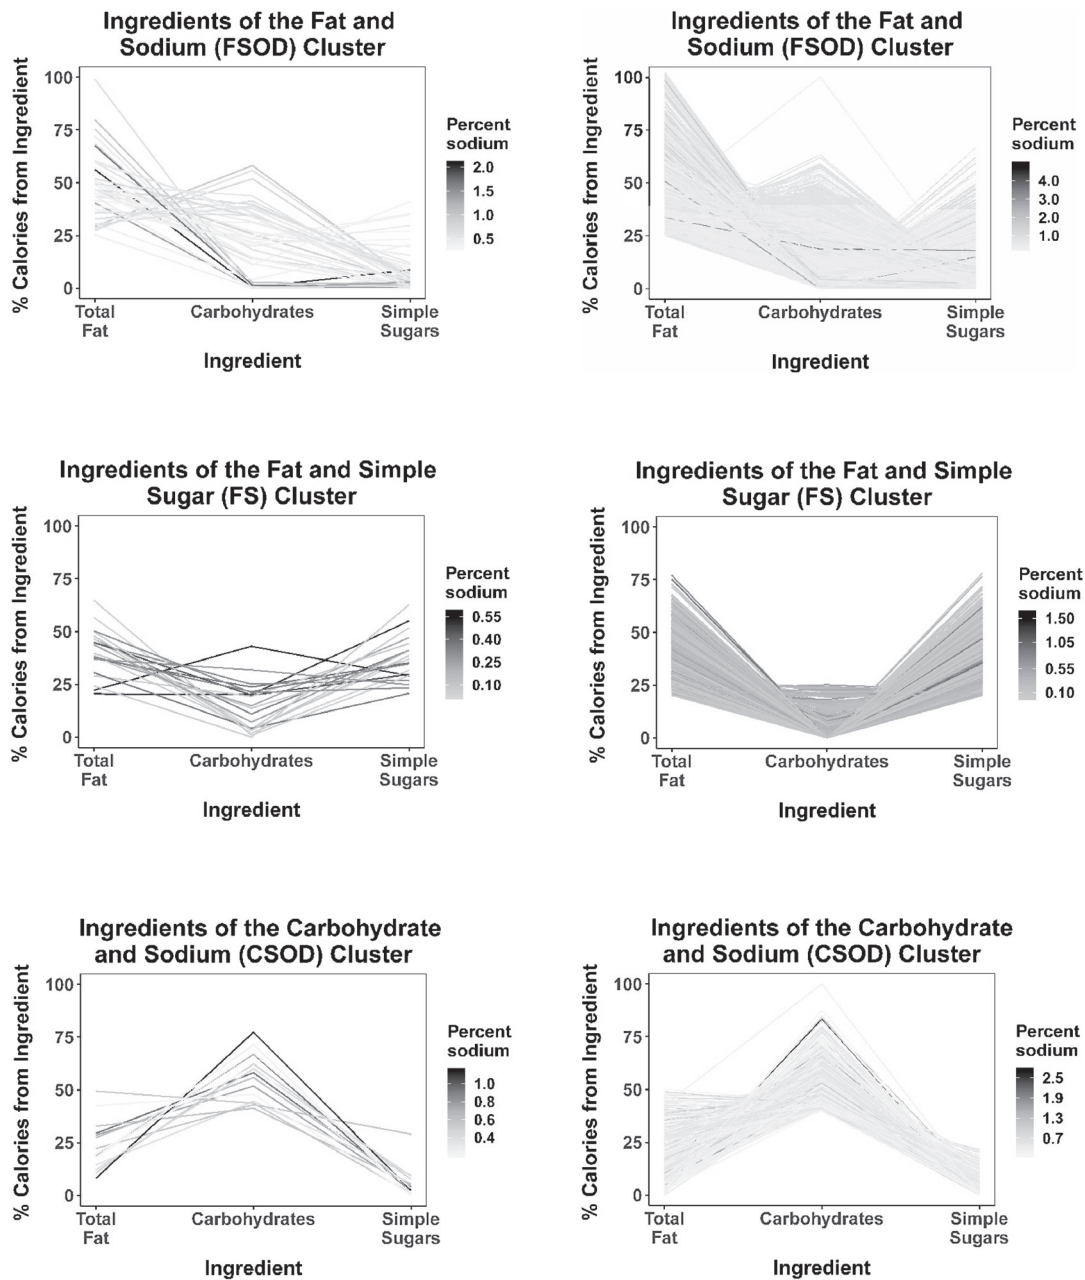 Ingredients of the Fat and
Sodium (FSOD) Cluster
% Calories from Ingredient
100
75
50
25
0
Total
Fat
Carbohydrates
Simple
Sugars
Ingredient
Percent
sodium
2.0
1.5
1.0
0.5
Ingredients of the Fat and
Sodium (FSOD) Cluster
% Calories from Ingredient
100
75
50
25
0
Total
Fat
Carbohydrates
Simple
Sugars
Ingredient
Percent
sodium
4.0
3.0
2.0
1.0
Ingredients of the Fat and Simple
Sugar (FS) Cluster
% Calories from Ingredient
100
75
50
25
0
Total
Fat
Carbohydrates
Simple
Sugars
Ingredient
Percent
sodium
0.55
0.40
0.25
0.10
Ingredients of the Fat and Simple
Sugar (FS) Cluster
% Calories from Ingredient
100
75
50
25
0
Total
Fat
Carbohydrates
Simple
Sugars
Ingredient
Percent
sodium
1.50
1.05
0.55
0.10
Ingredients of the Carbohydrate
and Sodium (CSOD) Cluster
% Calories from Ingredient
100
75
50
25
0
Total
Fat
Carbohydrates
Simple
Sugars
Ingredient
Percent
sodium
1.0
0.8
0.6
0.4
Ingredients of the Carbohydrate
and Sodium (CSOD) Cluster
% Calories from Ingredient
100
75
50
25
0
Total
Fat
Carbohydrates
Simple
Sugars
Ingredient
Percent
sodium
2.5
1.9
1.3
0.7